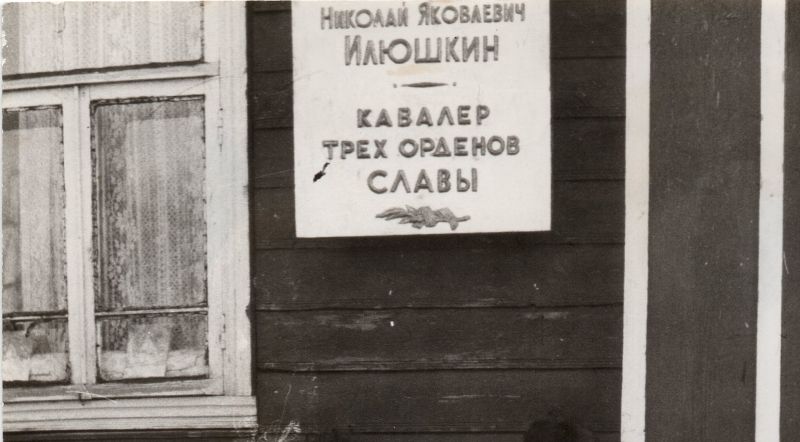 Николай Яковлевич
Илюшкин
кавалер
трех орденов
Славы